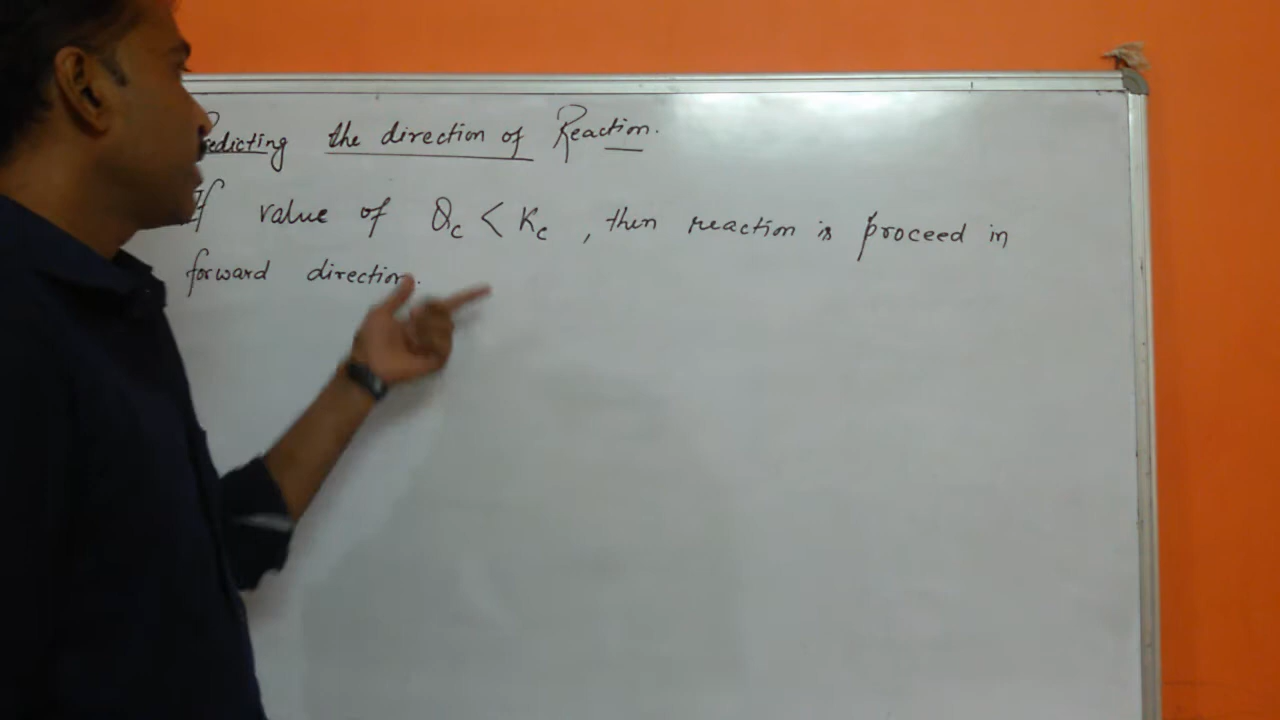 Predicting the direction of Reaction.
If value of Qc < Kc, then reaction is proceed in
forward direction.